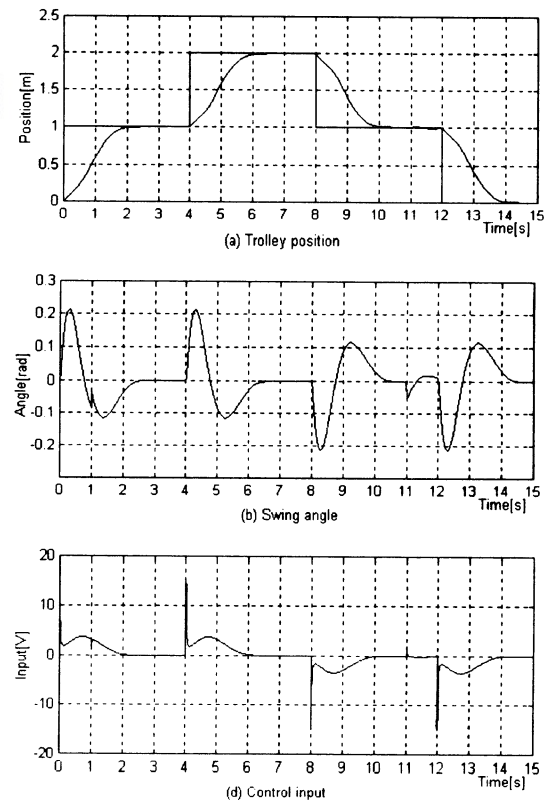 2.5
2
1.5
1
0.5
0
Position[m]
0 1 2 3 4 5 6 7 8 9 10 11 12 13 14 15
Time[s]
(a) Trolley position
0.3
0.2
0.1
0
-0.1
-0.2
Angle[rad]
0 1 2 3 4 5 6 7 8 9 10 11 12 13 14 15
Time[s]
(b) Swing angle
20
10
0
-10
-20
Input[V]
0 1 2 3 4 5 6 7 8 9 10 11 12 13 14 15
Time[s]
(d) Control input